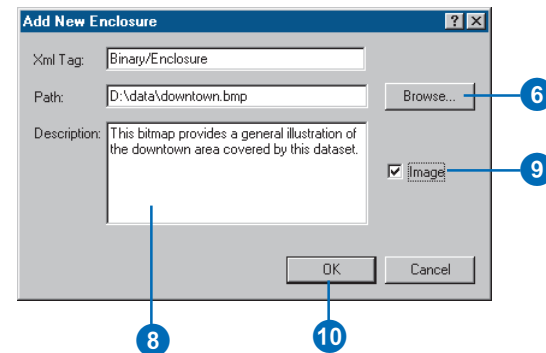 Add New Enclosure
Xml Tag: Binary/Enclosure
Path: D:\data\downtown.bmp Browse... 6
Description: This bitmap provides a general illustration of
the downtown area covered by this dataset.
Image 9
OK Cancel
8 10